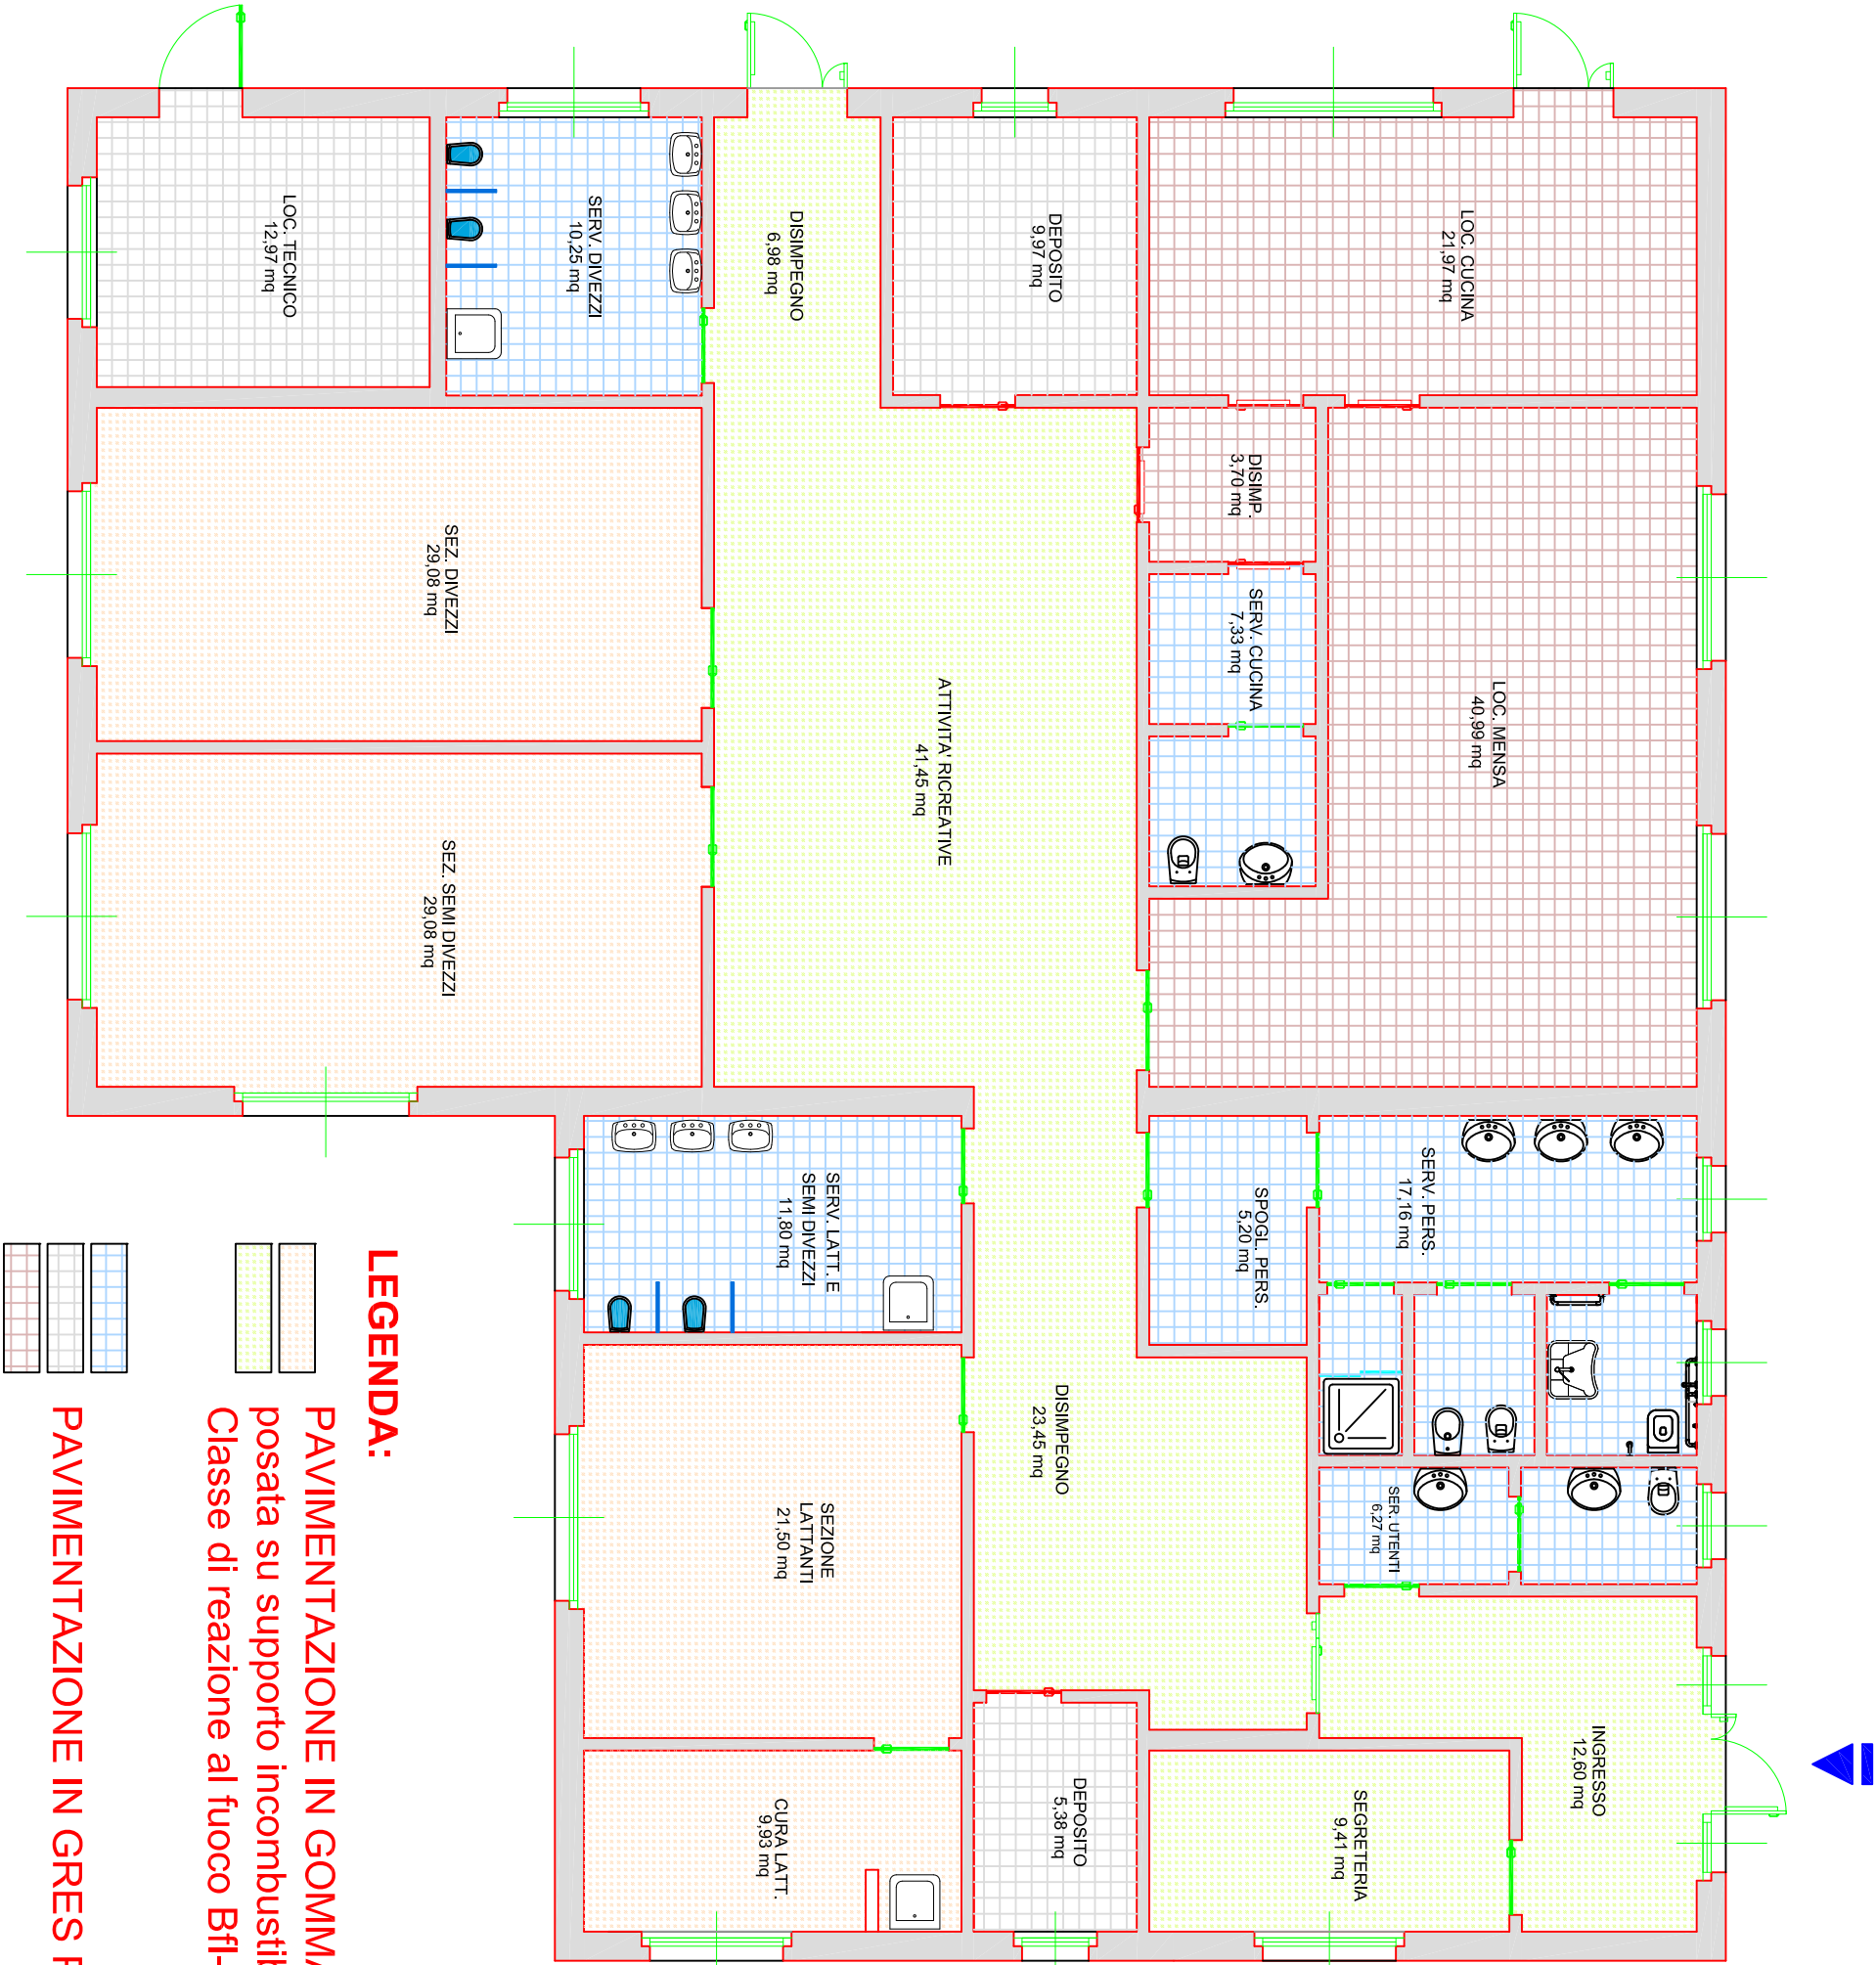 LOC. CUCINA
21,97 mq
DEPOSITO
9,97 mq
DISIMPEGNO
6,98 mq
SERV. DIVEZZI
10,25 mq
LOC. TECNICO
12,97 mq
LOC. MENSA
40,99 mq
DISIMP.
3,70 mq
SERV. CUCINA
7,33 mq
ATTIVITA' RICREATIVE
41,45 mq
SEZ. DIVEZZI
29,08 mq
SEZ. SEMI DIVEZZI
29,08 mq
SERV. PERS.
17,16 mq
SPOGL. PERS.
5,20 mq
SERV. LATT. E
SEMI DIVEZZI
11,80 mq
SER. UTENTI
6,27 mq
DISIMPEGNO
23,45 mq
SEZIONE
LATTANTI
21,50 mq
INGRESSO
12,60 mq
SEGRETERIA
9,41 mq
DEPOSITO
5,38 mq
CURA LATT.
9,93 mq
LEGENDA:
PAVIMENTAZIONE IN GOMMA
posata su supporto
Classe di reazione al fuoco Bfl-
PAVIMENTAZIONE IN GRES